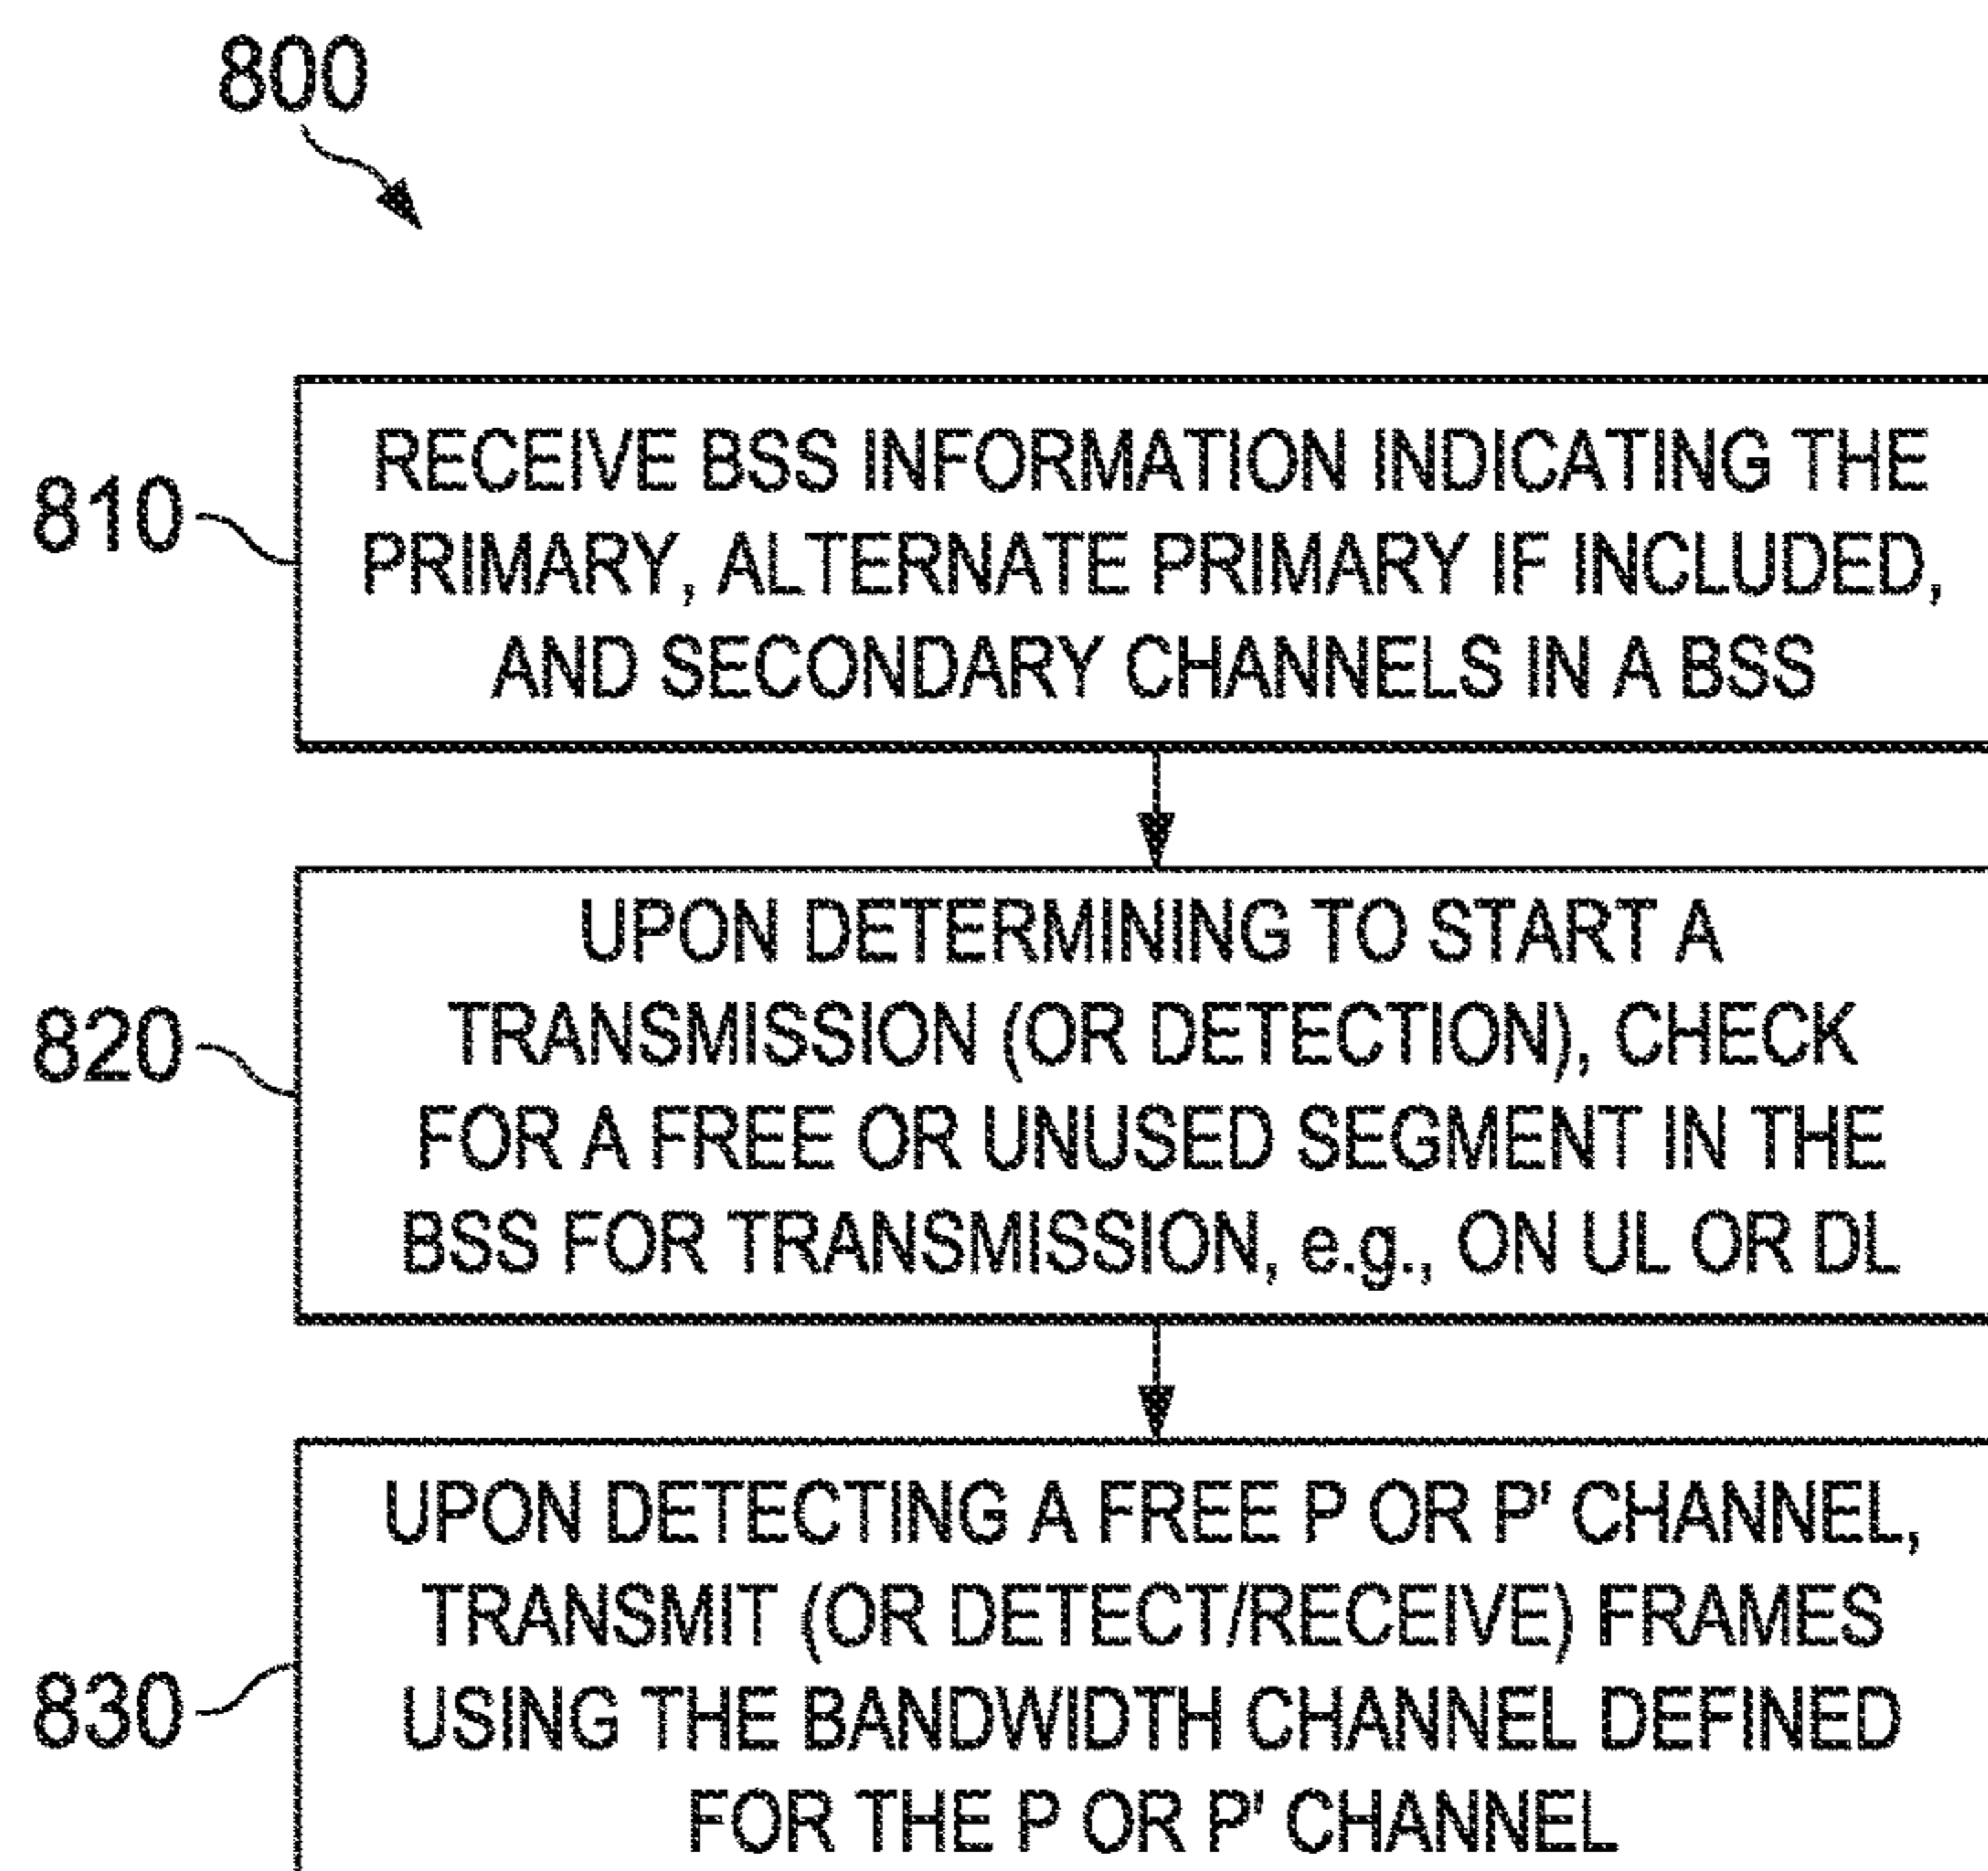 800
810
RECEIVE BSS INFORMATION INDICATING THE
PRIMARY, ALTERNATE PRIMARY IF INCLUDED,
AND SECONDARY CHANNELS IN A BSS
820
UPON DETERMINING TO START A
TRANSMISSION (OR DETECTION), CHECK
FOR A FREE OR UNUSED SEGMENT IN THE
BSS FOR TRANSMISSION, e.g., ON UL OR DL
830
UPON DETECTING A FREE P OR P' CHANNEL,
TRANSMIT (OR DETECT/RECEIVE) FRAMES
USING THE BANDWIDTH CHANNEL DEFINED
FOR THE P OR P' CHANNEL